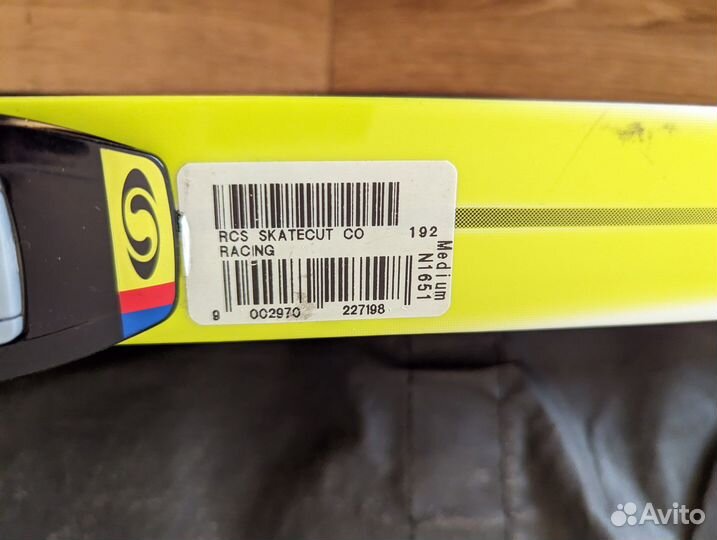 RCS SKATECUT CO 192
RACING
Medium
N1651
9 002970 227198
Avito